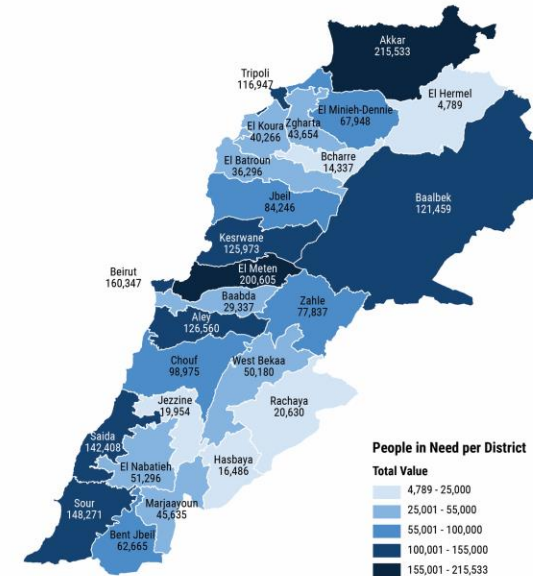 Akkar
215,533
Tripoli
116,947
El Hermel
4,789
El Minieh-Dennie
67,948
Zgharta
43,654
El Koura
40,266
Bcharre
14,337
El Batroun
36,296
Baalbek
121,459
Jbeil
84,246
Kesrwane
125,973
El Meten
200,605
Beirut
160,347
Baabda
29,337
Zahle
77,837
Aley
126,560
Chouf
98,975
West Bekaa
50,180
Jezzine
19,954
Rachaya
20,630
Saida
142,408
El Nabatieh
51,296
Hasbaya
16,486
Sour
148,271
Marjaayoun
45,635
Bent Jbeil
62,665
People in Need per District
Total Value
4,789 - 25,000
25,001 - 55,000
55,001 - 100,000
100,001 - 155,000
155,001 - 215,533